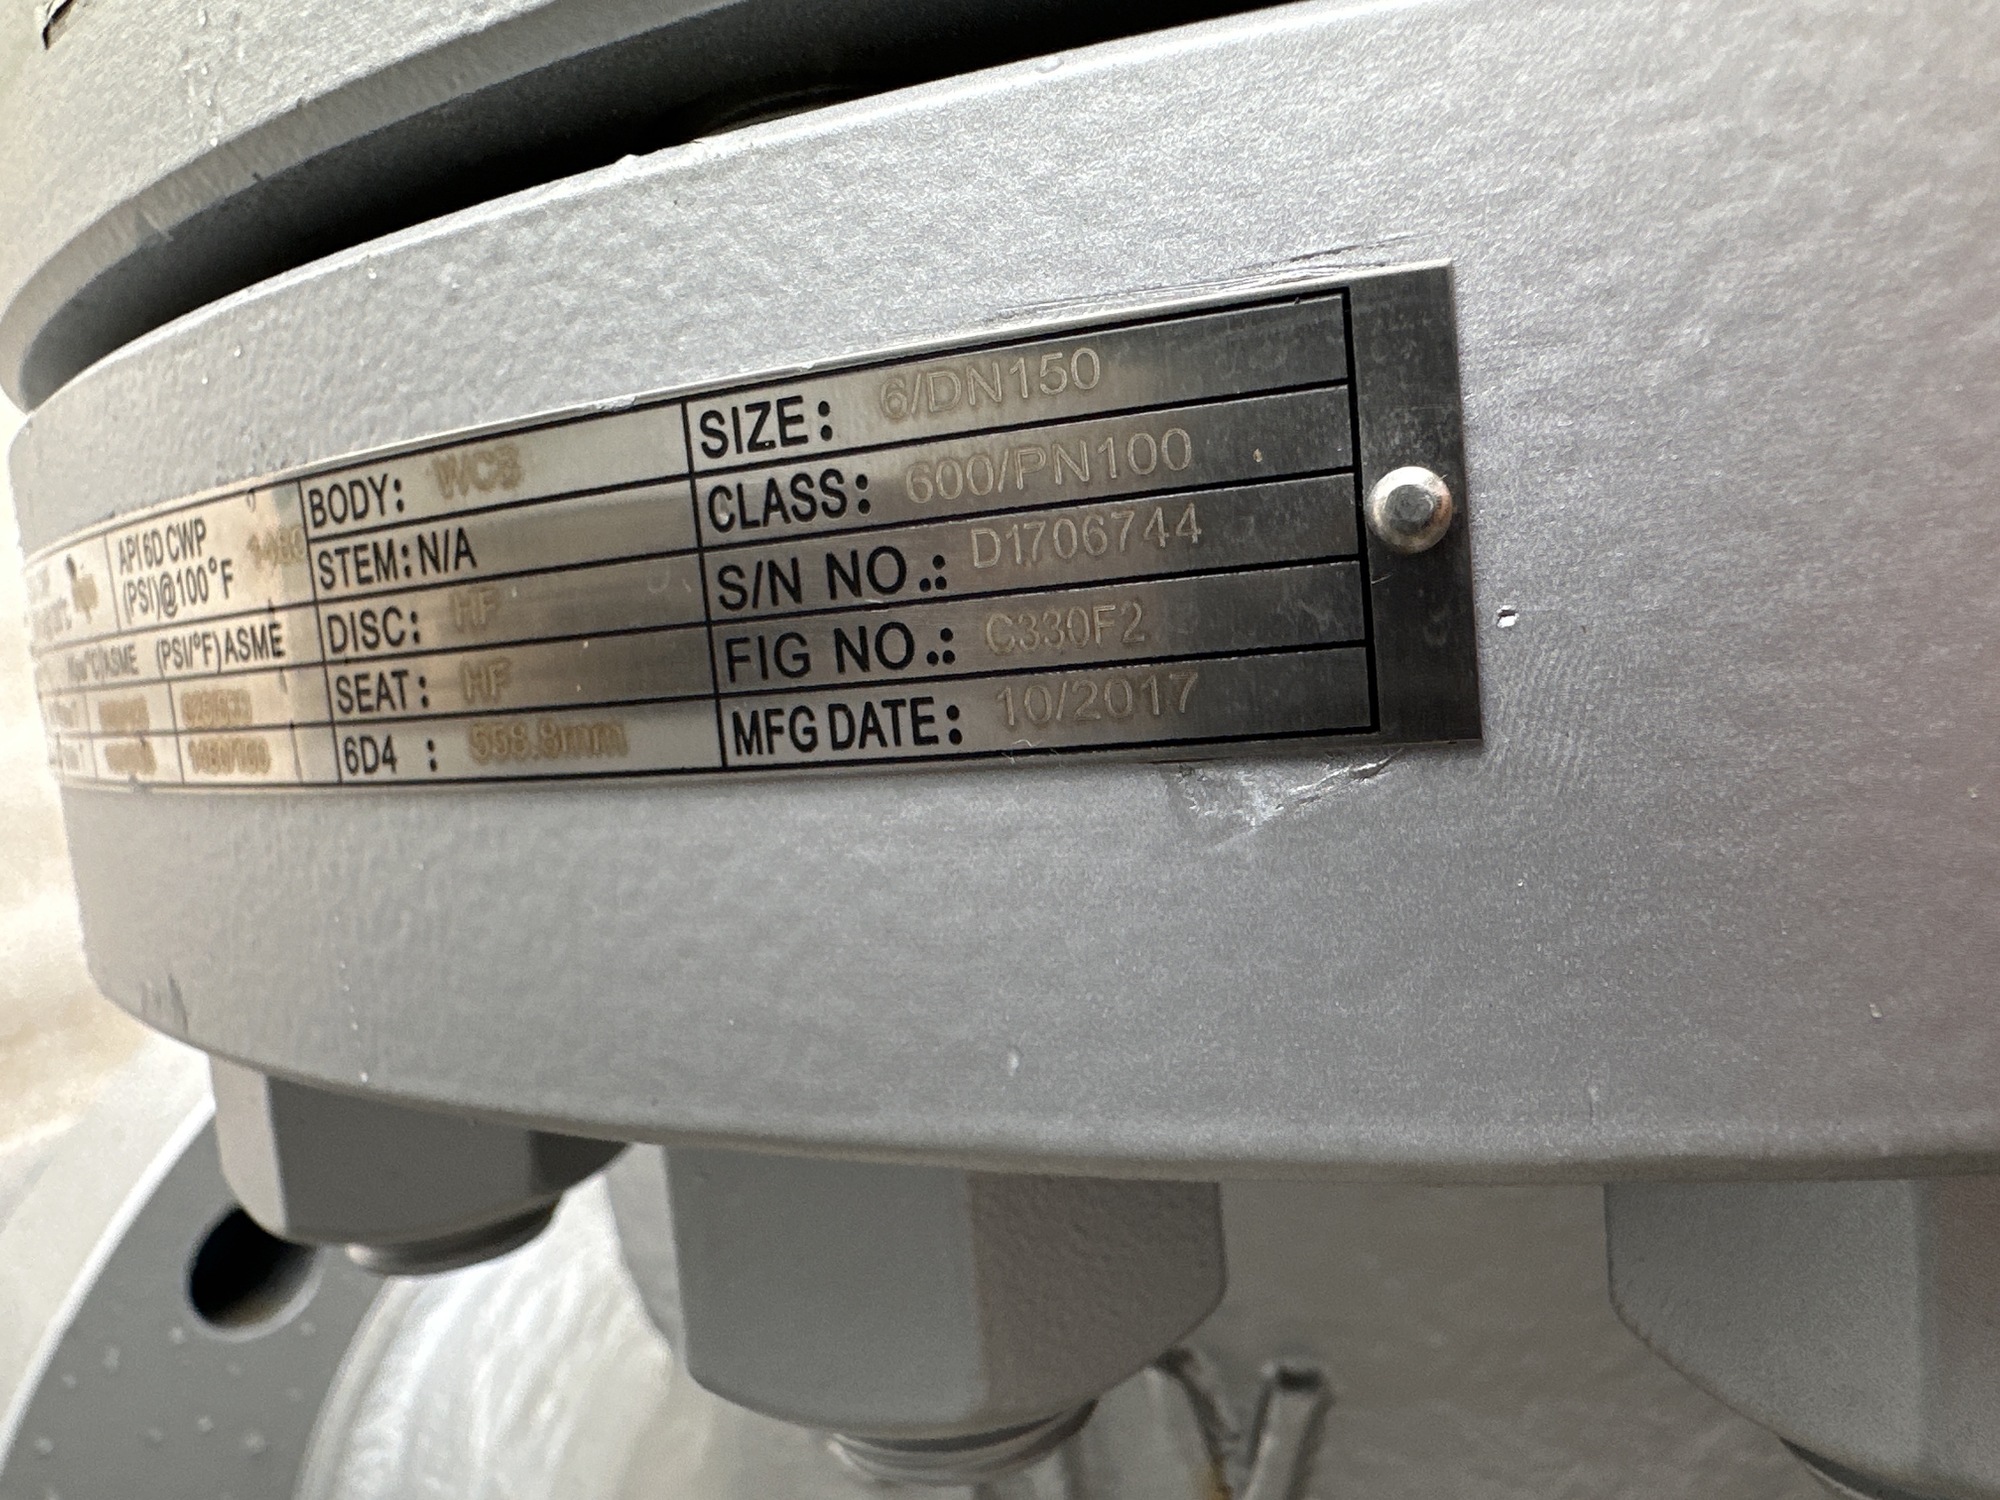 SIZE: 6/DN150
CLASS: 600/PN100
S/N NO.: D1706744
FIG NO.: C330F2
MFG DATE: 10/2017
BODY: WCB
STEM: N/A
DISC: HF
SEAT: HF
6D4 : 558.8mm
API 6D CWP
(PSI)@100°F
(PSI/°F)ASME